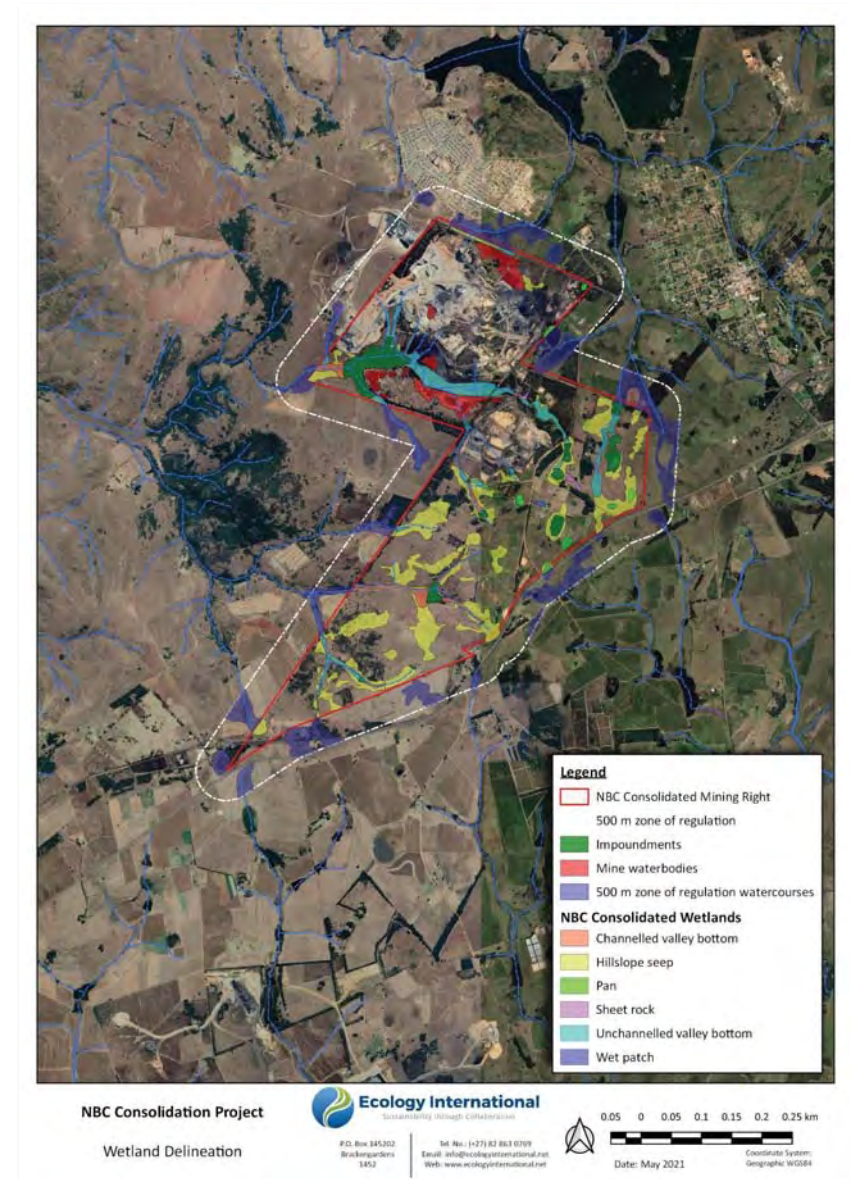 Legend
NBC Consolidated Mining Right
500 m zone of regulation
Impoundments
Mine waterbodies
500 m zone of regulation watercourses
NBC Consolidated Wetlands
Channelled valley bottom
Hillslope seep
Pan
Sheet rock
Unchannelled valley bottom
Wet patch
NBC Consolidation Project
Wetland Delineation
Ecology International
Sustainability through Collaboration
P.O. Box 145202
Brackengardens
1452
Tel. No.: (+27) 82 863 0769
Email: info@ecologyinternational.net
Web: www.ecologyinternational.net
0.05 0 0.05 0.1 0.15 0.2 0.25 km
Date: May 2021
Coordinate System:
Geographic WGS84